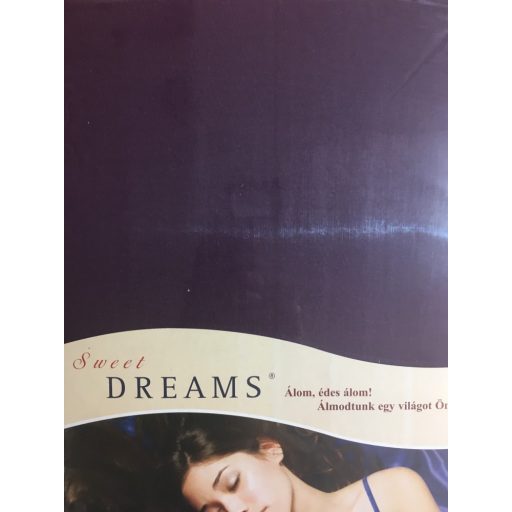 Sweet
DREAMS®
Álom, édes álom!
Álmodtunk egy világot